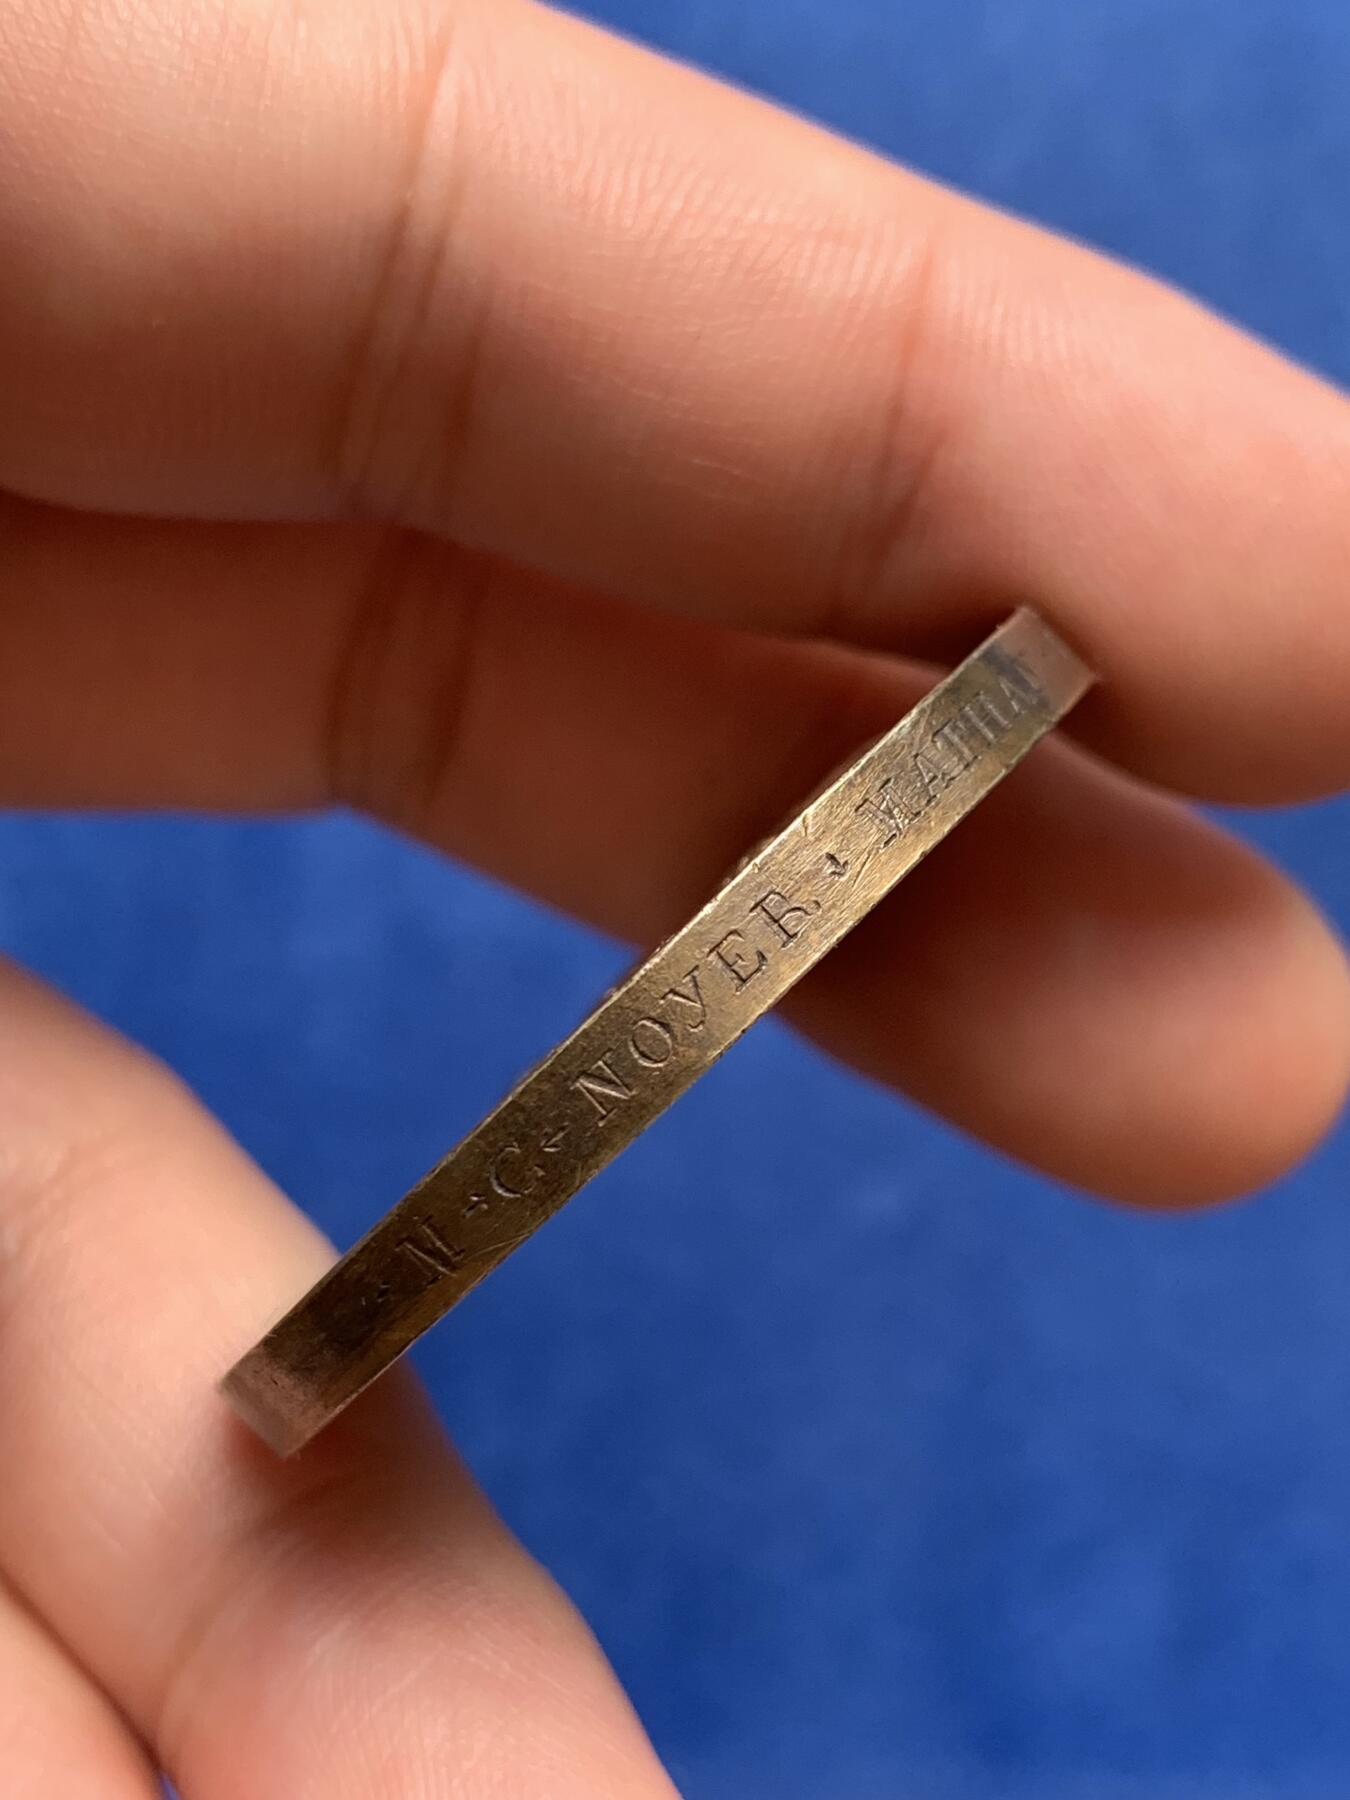 M · C · NOYER · MATHA